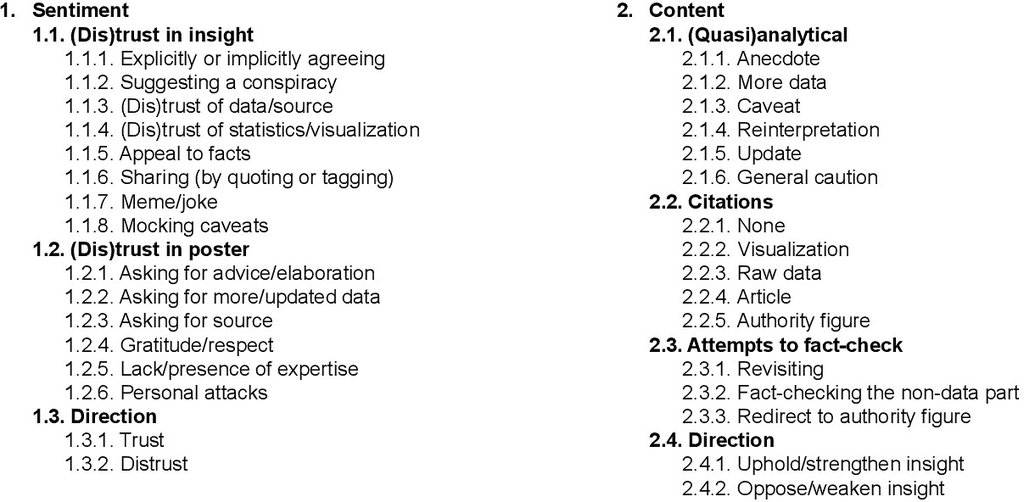 1. Sentiment
1.1. (Dis)trust in insight
1.1.1. Explicitly or implicitly agreeing
1.1.2. Suggesting a conspiracy
1.1.3. (Dis)trust of data/source
1.1.4. (Dis)trust of statistics/visualization
1.1.5. Appeal to facts
1.1.6. Sharing (by quoting or tagging)
1.1.7. Meme/joke
1.1.8. Mocking caveats
1.2. (Dis)trust in poster
1.2.1. Asking for advice/elaboration
1.2.2. Asking for more/updated data
1.2.3. Asking for source
1.2.4. Gratitude/respect
1.2.5. Lack/presence of expertise
1.2.6. Personal attacks
1.3. Direction
1.3.1. Trust
1.3.2. Distrust
2. Content
2.1. (Quasi)analytical
2.1.1. Anecdote
2.1.2. More data
2.1.3. Caveat
2.1.4. Reinterpretation
2.1.5. Update
2.1.6. General caution
2.2. Citations
2.2.1. None
2.2.2. Visualization
2.2.3. Raw data
2.2.4. Article
2.2.5. Authority figure
2.3. Attempts to fact-check
2.3.1. Revisiting
2.3.2. Fact-checking the non-data part
2.3.3. Redirect to authority figure
2.4. Direction
2.4.1. Uphold/strengthen insight
2.4.2. Oppose/weaken insight